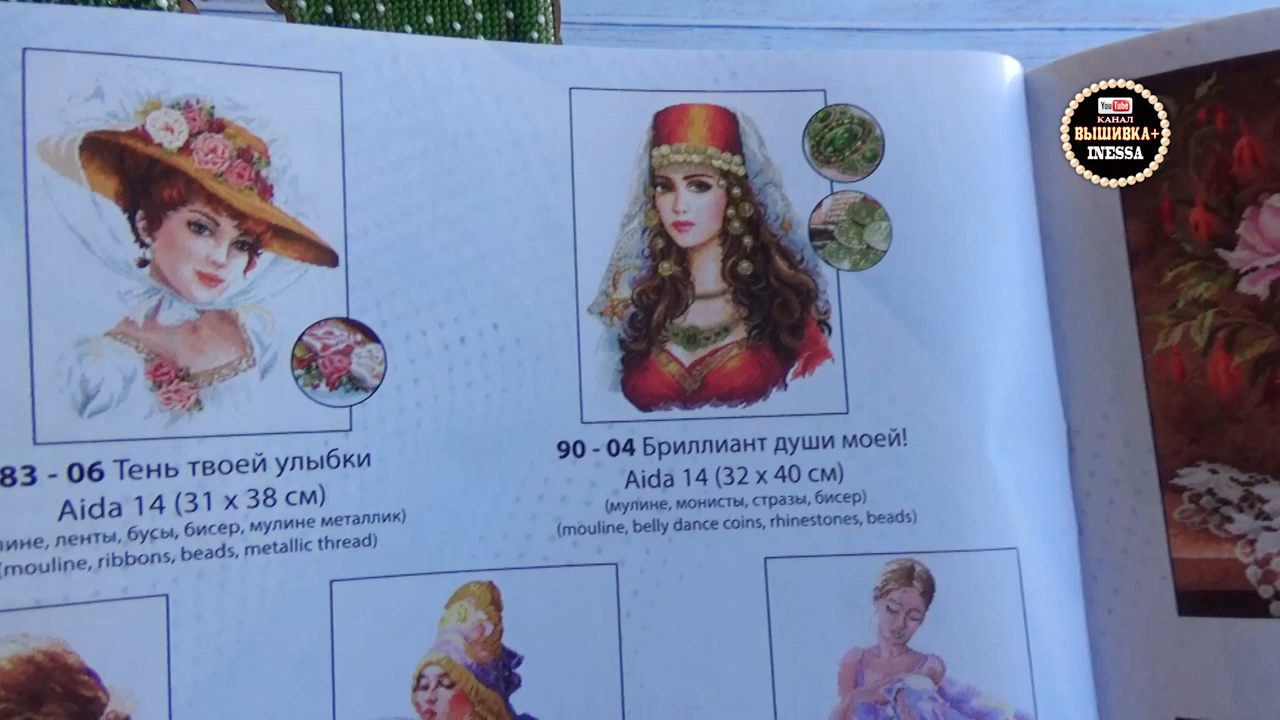 YouTube
КАНАЛ
ВЫШИВКА+
INESSA
83 - 06 Тень твоей улыбки
Aida 14 (31 x 38 см)
ленты, бусы, бисер, мулине металлик)
(mouline, ribbons, beads, metallic thread)
90 - 04 Бриллиант души моей!
Aida 14 (32 x 40 см)
(мулине, монисты, стразы, бисер)
(mouline, belly dance coins, rhinestones, beads)